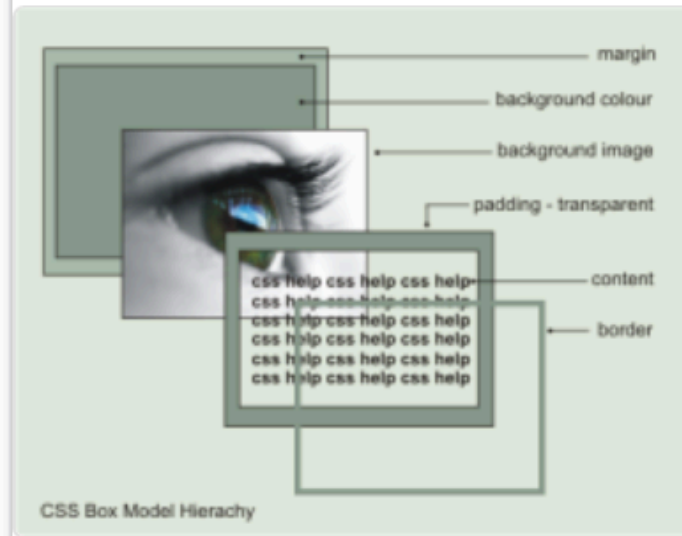 margin
background colour
background image
padding - transparent
css help css help css help
content
css help css help css help
css help css help css help
border
css help css help css help
css help css help css help
css help css help css help
CSS Box Model Hierachy